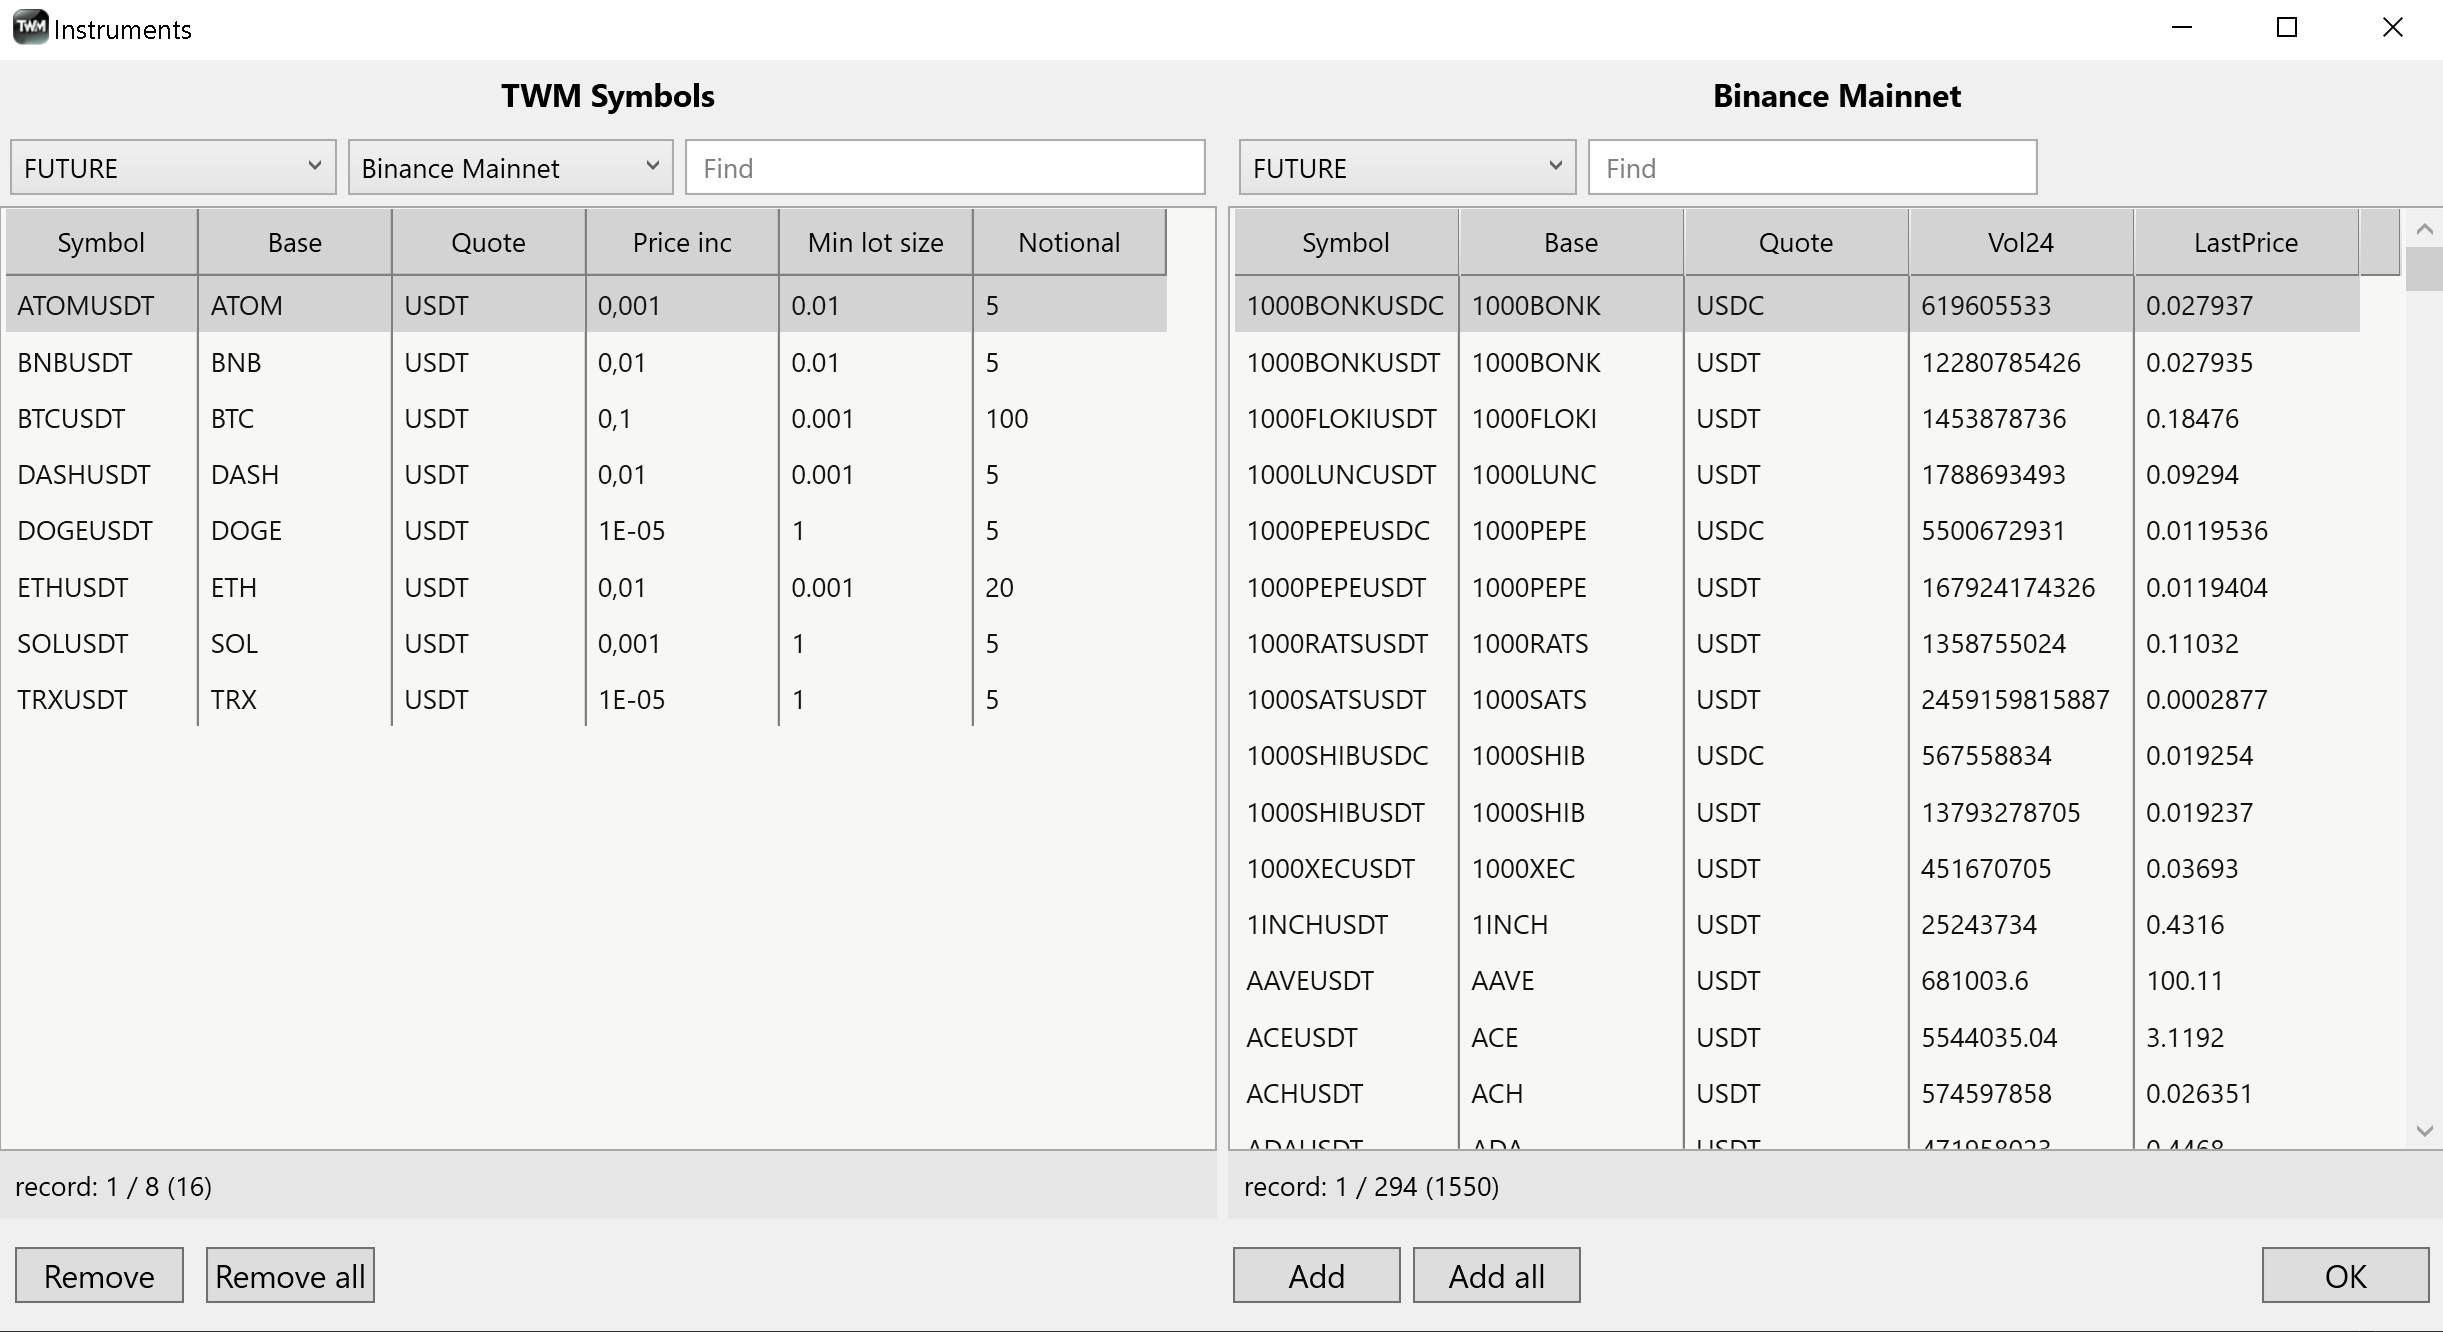 TWM Instruments
TWM Symbols
FUTURE Binance Mainnet Find
Symbol Base Quote Price inc Min lot size Notional
ATOMUSDT ATOM USDT 0,001 0.01 5
BNBUSDT BNB USDT 0,01 0.01 5
BTCUSDT BTC USDT 0,1 0.001 100
DASHUSDT DASH USDT 0,01 0.001 5
DOGEUSDT DOGE USDT 1E-05 1 5
ETHUSDT ETH USDT 0,01 0.001 20
SOLUSDT SOL USDT 0,001 1 5
TRXUSDT TRX USDT 1E-05 1 5
record: 1 / 8 (16)
Remove Remove all
Binance Mainnet
FUTURE Find
Symbol Base Quote Vol24 LastPrice
1000BONKUSDC 1000BONK USDC 619605533 0.027937
1000BONKUSDT 1000BONK USDT 12280785426 0.027935
1000FLOKIUSDT 1000FLOKI USDT 1453878736 0.18476
1000LUNCUSDT 1000LUNC USDT 1788693493 0.09294
1000PEPEUSDC 1000PEPE USDC 5500672931 0.0119536
1000PEPEUSDT 1000PEPE USDT 167924174326 0.0119404
1000RATSUSDT 1000RATS USDT 1358755024 0.11032
1000SATSUSDT 1000SATS USDT 2459159815887 0.0002877
1000SHIBUSDC 1000SHIB USDC 567558834 0.019254
1000SHIBUSDT 1000SHIB USDT 13793278705 0.019237
1000XECUSDT 1000XEC USDT 451670705 0.03693
1INCHUSDT 1INCH USDT 25243734 0.4316
AAVEUSDT AAVE USDT 681003.6 100.11
ACEUSDT ACE USDT 5544035.04 3.1192
ACHUSDT ACH USDT 574597858 0.026351
ADAUSDT ADA USDT 471958023 0.4468
record: 1 / 294 (1550)
Add Add all OK